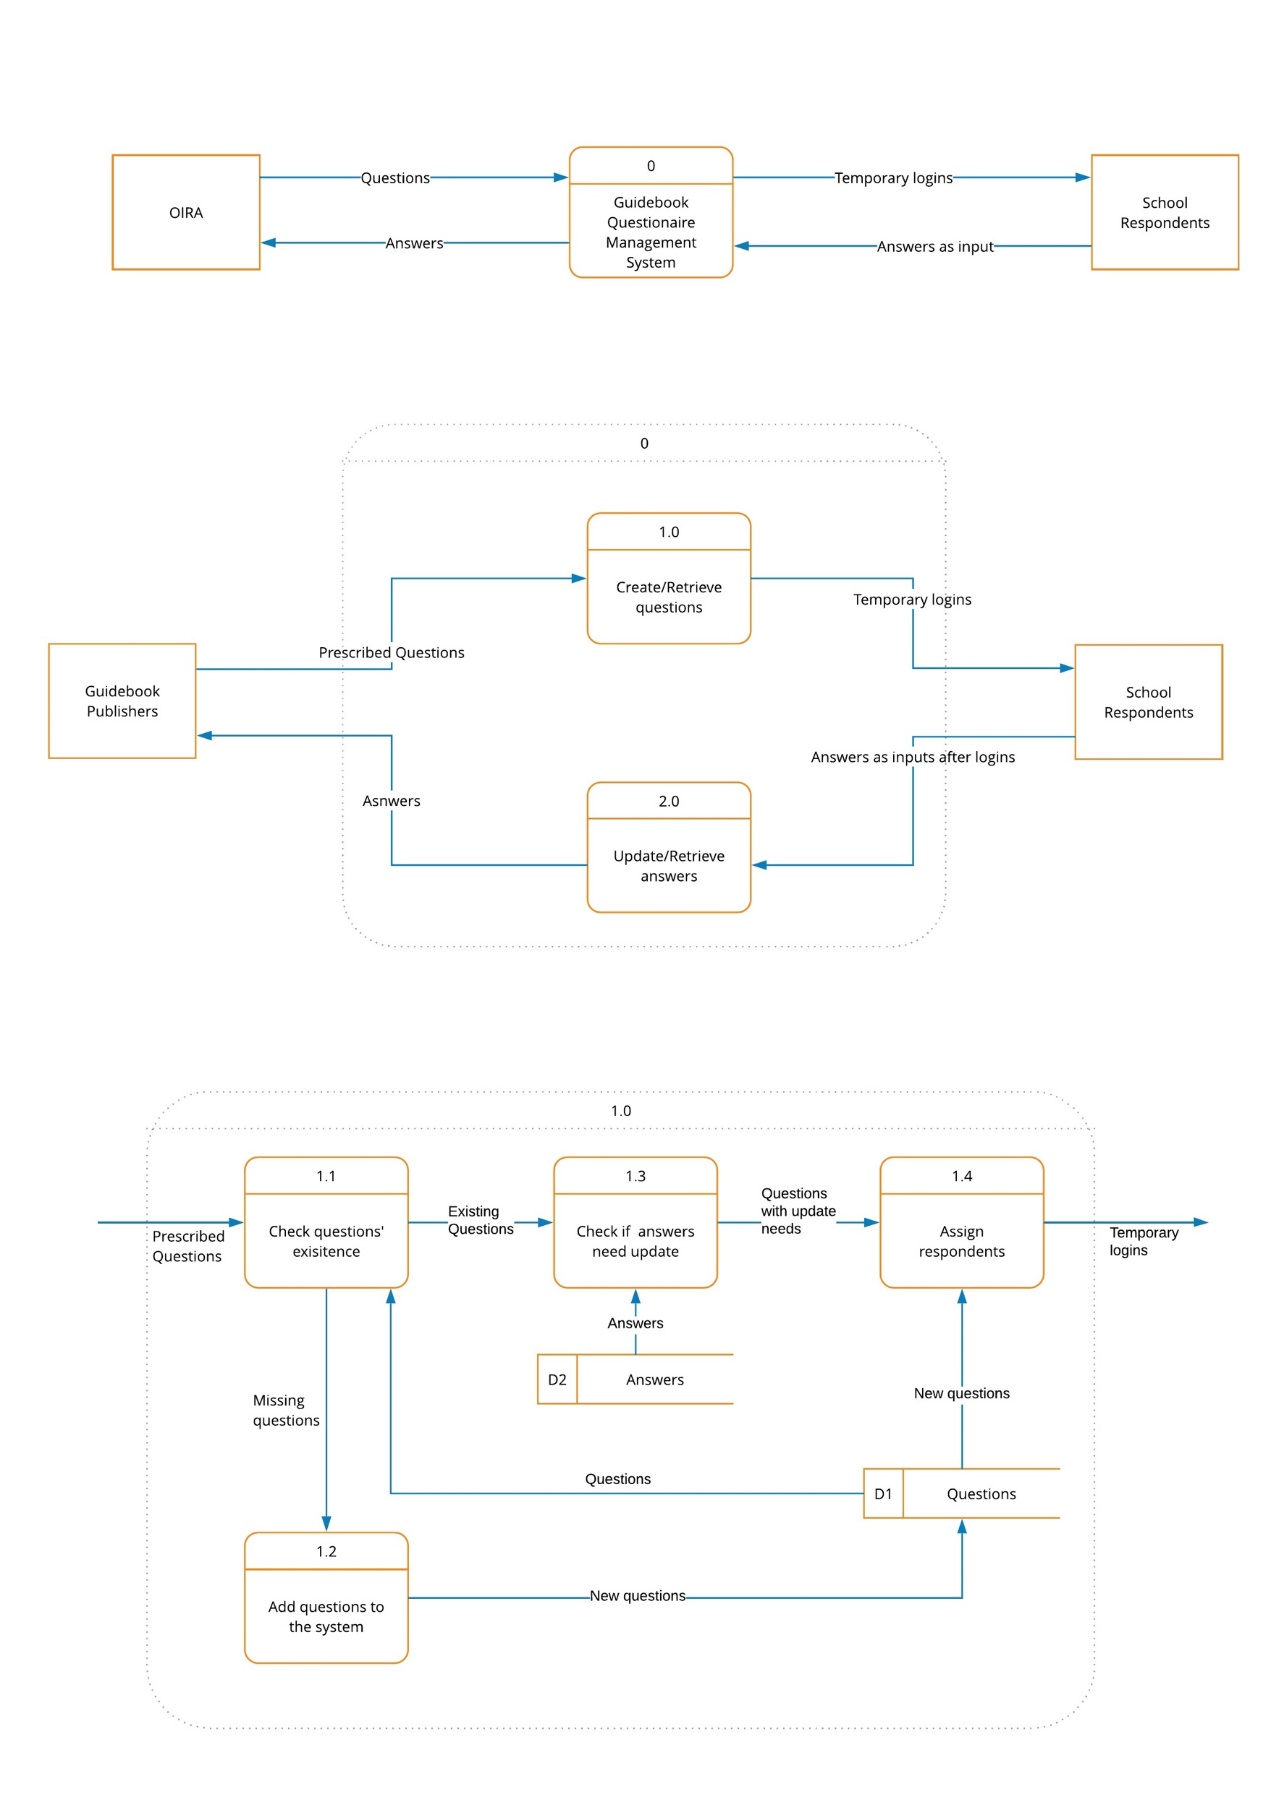 OIRA
Questions
Answers
0
Guidebook
Questionaire
Management
System
Temporary logins
Answers as input
School
Respondents
0
1.0
Create/Retrieve
questions
Temporary logins
Prescribed Questions
Guidebook
Publishers
School
Respondents
Answers as inputs after logins
Asnwers
2.0
Update/Retrieve
answers
1.0
1.1
Check questions'
exisitence
Existing
Questions
1.3
Check if  answers
need update
Questions
with update
needs
1.4
Assign
respondents
Prescribed
Questions
Temporary
logins
Answers
D2
Answers
Missing
questions
New questions
Questions
D1
Questions
1.2
Add questions to
the system
New questions